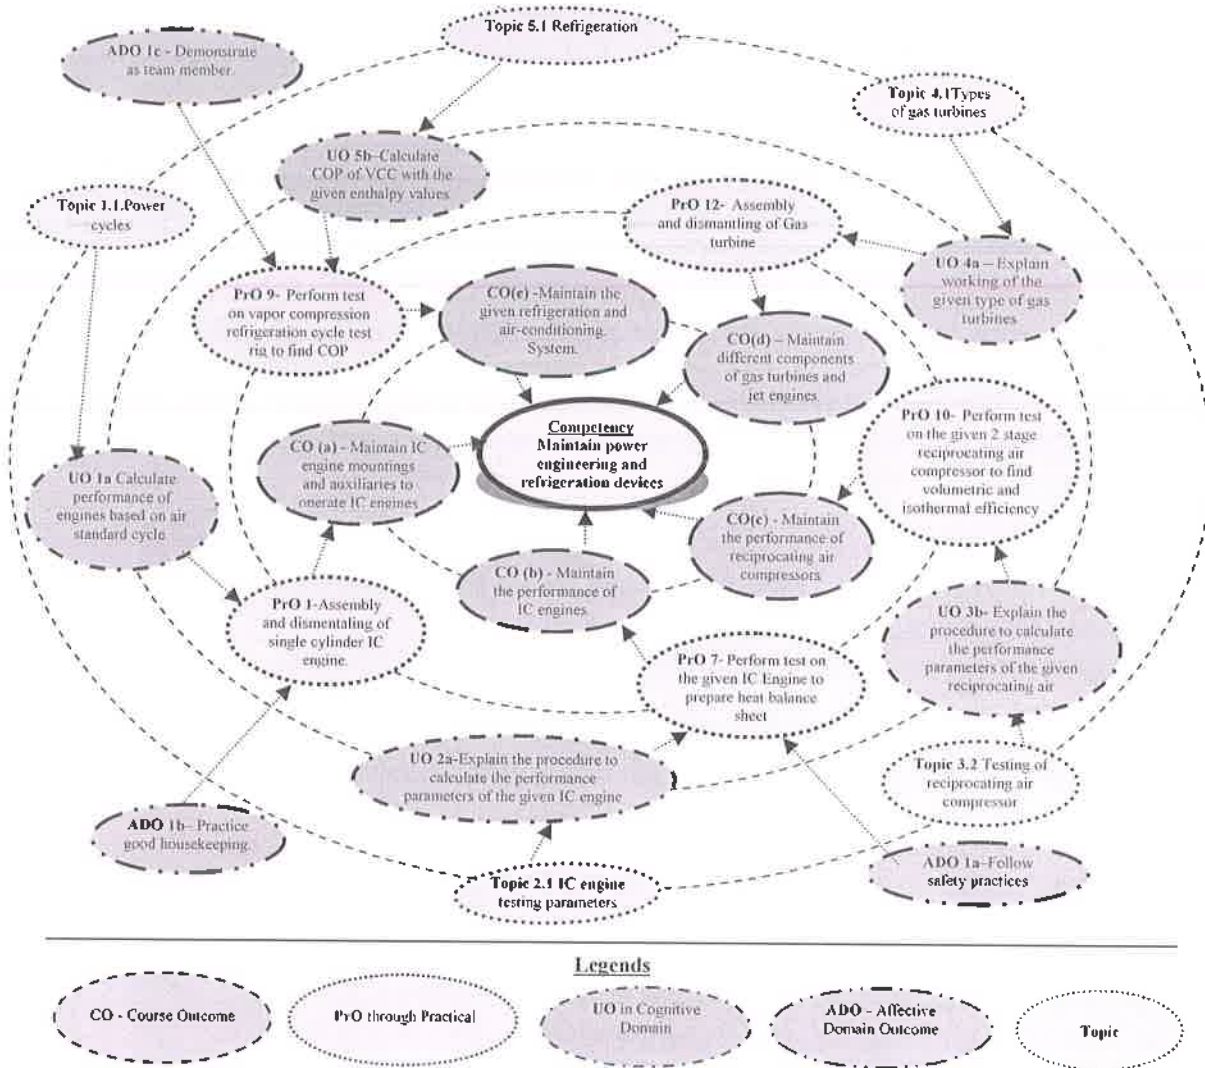 Topic 5.1 Refrigeration
ADO 1c - Demonstrate
as team member.
Topic 4.1Types
of gas turbines
UO 5b–Calculate
COP of VCC with the
given enthalpy values
Topic 1.1.Power
cycles
PrO 12- Assembly
and dismantling of Gas
turbine
UO 4a – Explain
working of the
given type of gas
turbines
PrO 9- Perform test
on vapor compression
refrigeration cycle test
rig to find COP
CO(e) -Maintain the
given refrigeration and
air-conditioning.
System.
CO(d) – Maintain
different components
of gas turbines and
jet engines
PrO 10- Perform test
on the given 2 stage
reciprocating air
compressor to find
volumetric and
isothermal efficiency
Competency
Maintain power
engineering and
refrigeration devices
CO (a) - Maintain IC
engine mountings
and auxiliaries to
onerate IC engines
UO 1a Calculate
performance of
engines based on air
standard cycle
CO(c) - Maintain
the performance of
reciprocating air
compressors
CO (b) - Maintain
the performance of
IC engines
PrO 1-Assembly
and dismentaling of
single cylinder IC
engine.
UO 3b- Explain the
procedure to calculate
the performance
parameters of the given
reciprocating air
PrO 7- Perform test on
the given IC Engine to
prepare heat balance
sheet
UO 2a-Explain the procedure to
calculate the performance
parameters of the given IC engine
Topic 3.2 Testing of
reciprocating air
compressor
ADO 1b– Practice
good housekeeping.
ADO 1a–Follow
safety practices
Topic 2.1 IC engine
testing parameters
Legends
CO - Course Outcome
PrO through Practical
UO in Cognitive
Domain
ADO - Affective
Domain Outcome
Topic